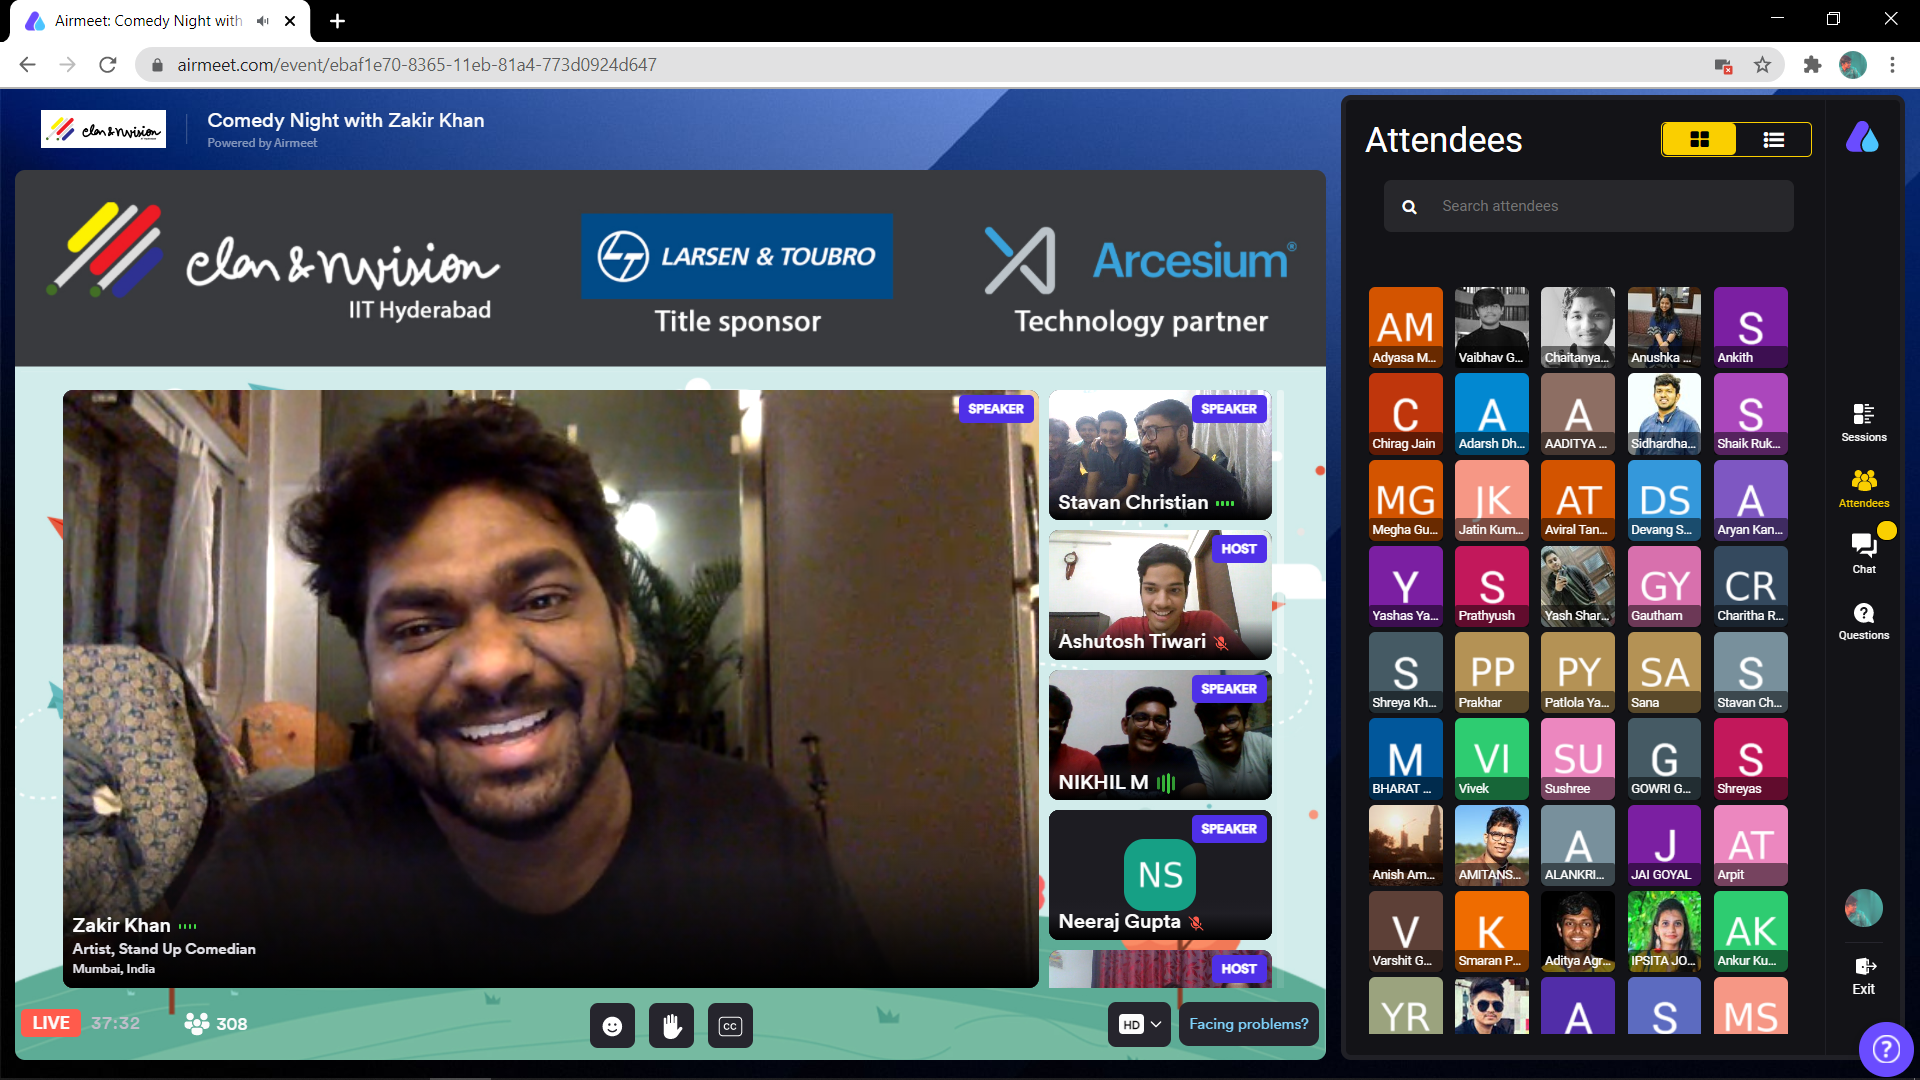 Airmeet: Comedy Night with
airmeet.com/event/ebaf1e70-8365-11eb-81a4-773d0924d647
elan & nvision
Comedy Night with Zakir Khan
Powered by Airmeet
elan & nvision
IIT Hyderabad
LARSEN & TOUBRO
Title sponsor
Arcesium®
Technology partner
SPEAKER
Zakir Khan
Artist, Stand Up Comedian
Mumbai, India
SPEAKER
Stavan Christian
HOST
Ashutosh Tiwari
SPEAKER
NIKHIL M
SPEAKER
NS
Neeraj Gupta
HOST
LIVE 37:32 308
CC
HD
Facing problems?
Attendees
Search attendees
AM
Adyasa M...
Vaibhav G...
Chaitanya...
Anushka ...
S
Ankith
C
Chirag Jain
A
Adarsh Dh...
A
AADITYA ...
Sidhardha...
S
Shaik Ruk...
MG
Megha Gu...
JK
Jatin Kum...
AT
Aviral Tan...
DS
Devang S...
A
Aryan Kan...
Y
Yashas Ya...
S
Prathyush
Yash Shar...
GY
Gautham
CR
Charitha R...
S
Shreya Kh...
PP
Prakhar
PY
Patlola Ya...
SA
Sana
S
Stavan Ch...
M
BHARAT ...
VI
Vivek
SU
Sushree
G
GOWRI G...
S
Shreyas
Anish Am...
AMITANS...
A
ALANKRI...
J
JAI GOYAL
AT
Arpit
V
Varshit G...
K
Smaran P...
Aditya Agr...
IPSITA JO...
AK
Ankur Ku...
YR
A
S
MS
Sessions
Attendees
Chat
Questions
Exit